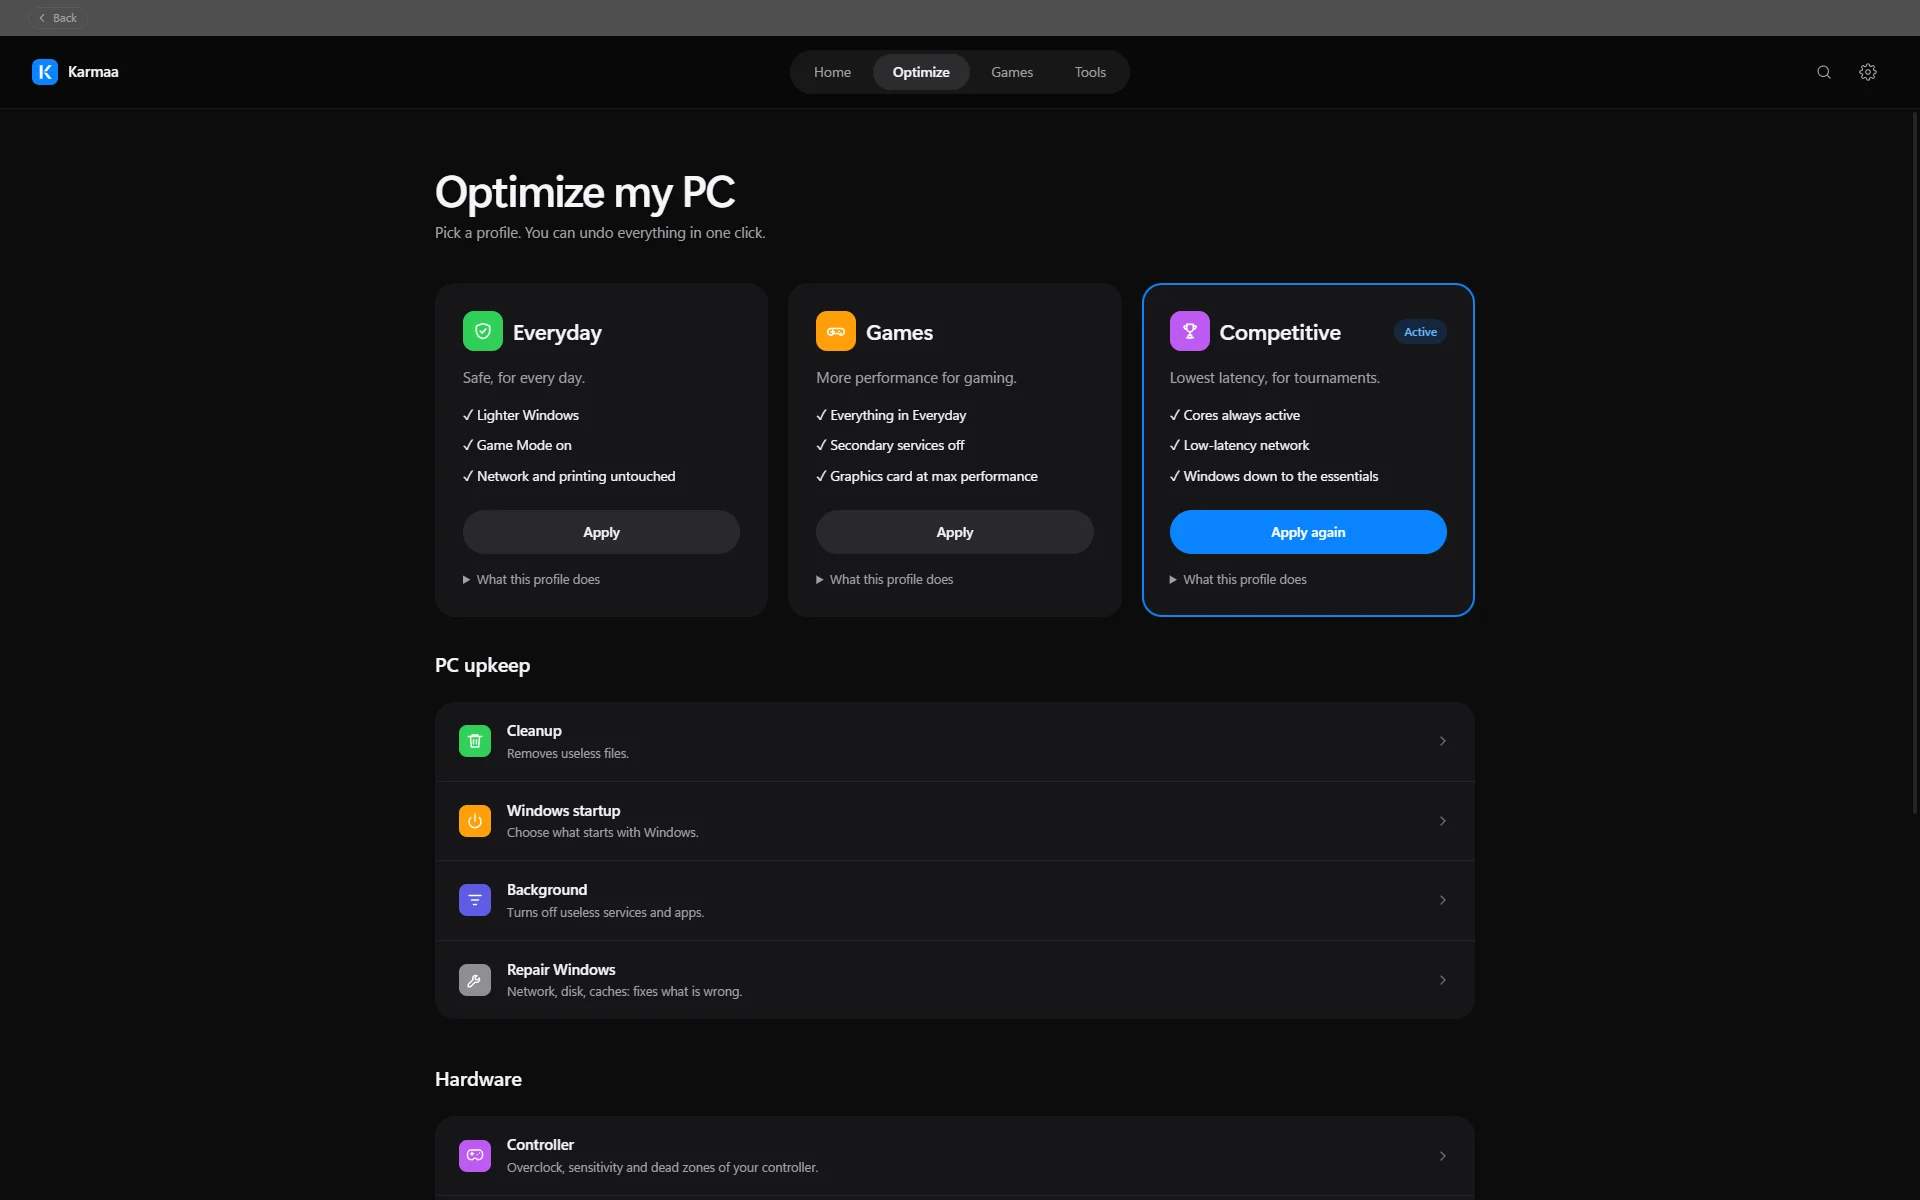 Back
Karmaa
Home
Optimize
Games
Tools
Optimize my PC
Pick a profile. You can undo everything in one click.
Everyday
Safe, for every day.
✓ Lighter Windows
✓ Game Mode on
✓ Network and printing untouched
Apply
What this profile does
Games
More performance for gaming.
✓ Everything in Everyday
✓ Secondary services off
✓ Graphics card at max performance
Apply
What this profile does
Competitive
Active
Lowest latency, for tournaments.
✓ Cores always active
✓ Low-latency network
✓ Windows down to the essentials
Apply again
What this profile does
PC upkeep
Cleanup
Removes useless files.
Windows startup
Choose what starts with Windows.
Background
Turns off useless services and apps.
Repair Windows
Network, disk, caches: fixes what is wrong.
Hardware
Controller
Overclock, sensitivity and dead zones of your controller.